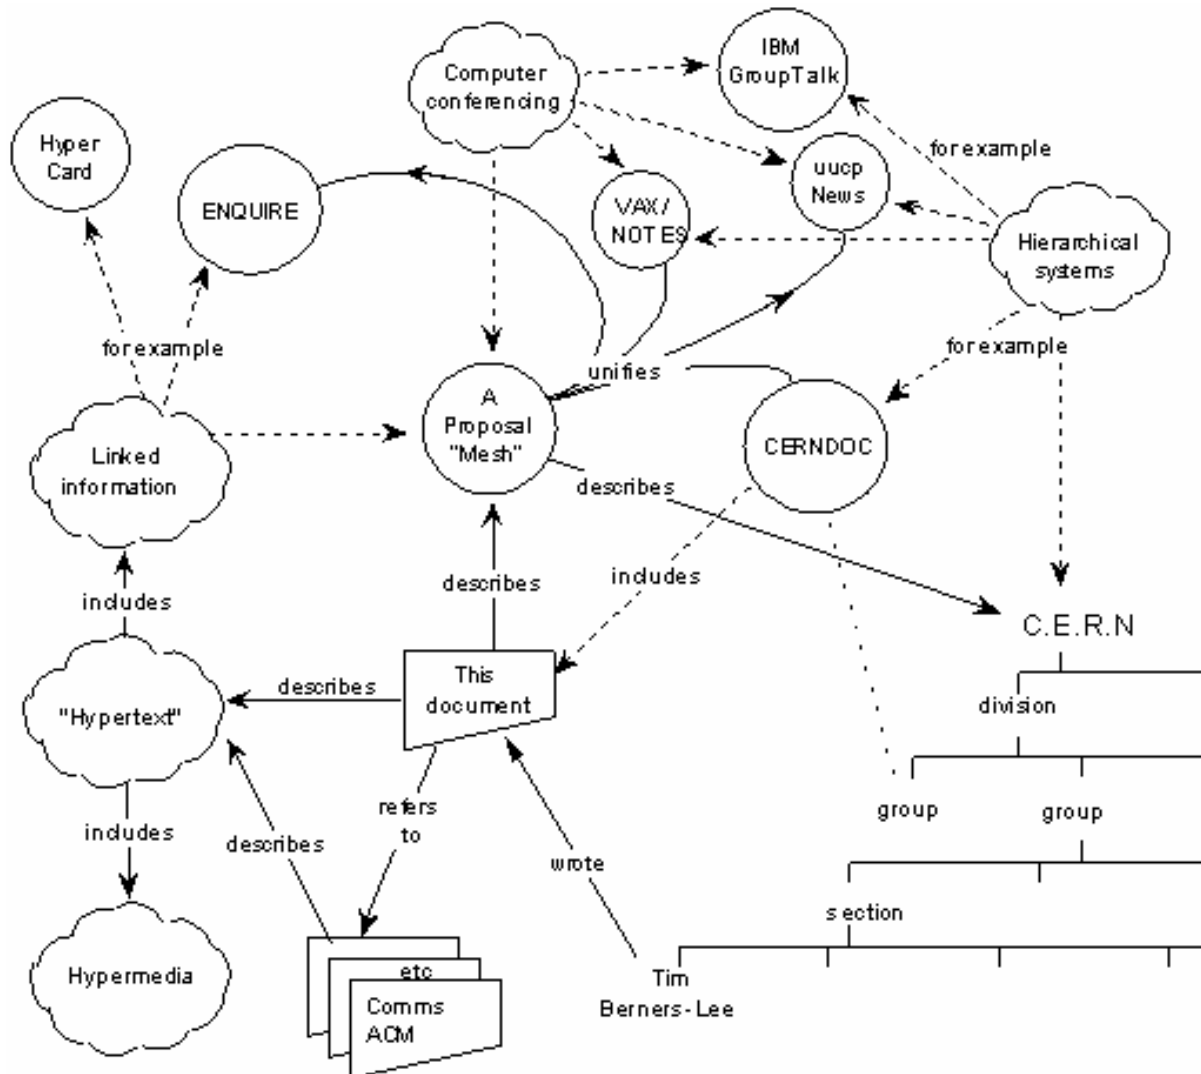 IBM
GroupTalk
Computer
conferencing
Hyper
Card
for example
uucp
News
ENQUIRE
VAX/
NOTES
Hierarchical
systems
for example
for example
unifies
A
Proposal
"Mesh"
CERNDOC
Linked
information
describes
includes
describes
includes
C.E.R.N
This
document
describes
"Hypertext"
division
refers
to
group
group
includes
describes
wrote
section
Hypermedia
etc
Comms
ACM
Tim
Berners-Lee